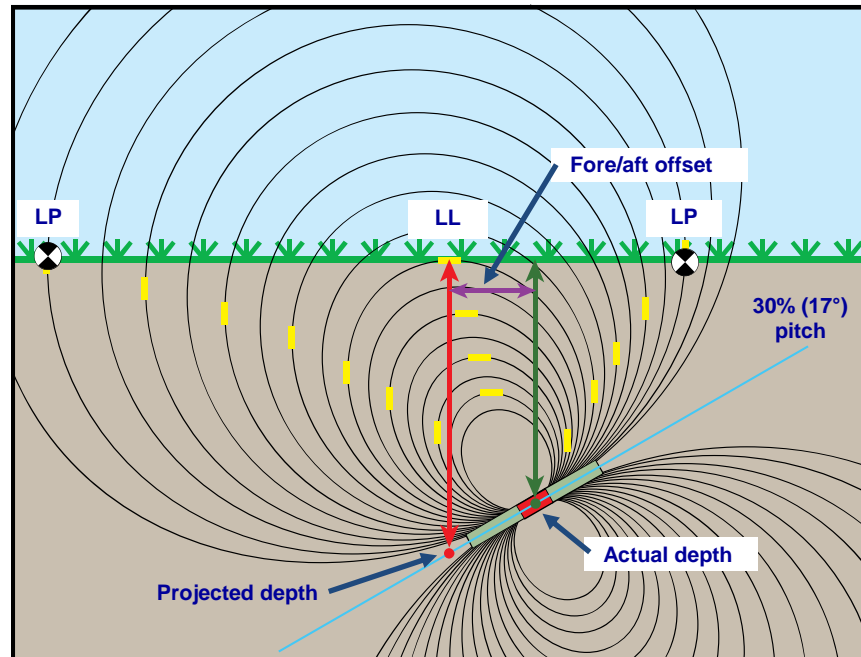 Fore/aft offset
LP
LL
LP
30% (17°)
pitch
Projected depth
Actual depth